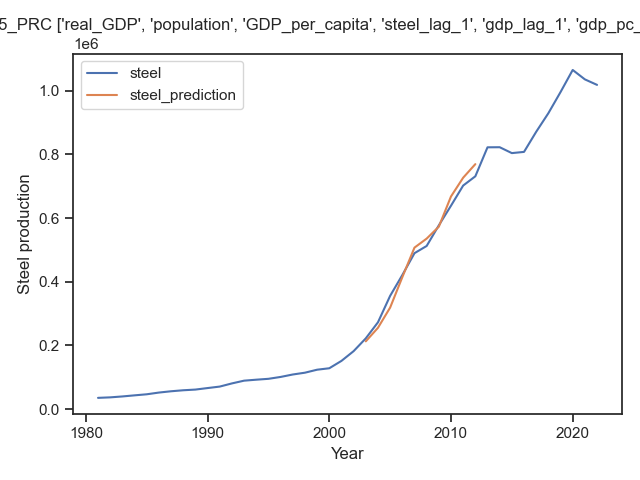 5_PRC ['real_GDP', 'population', 'GDP_per_capita', 'steel_lag_1', 'gdp_lag_1', 'gdp_pc_
1e6
steel
steel_prediction
1.0
0.8
0.6
0.4
0.2
0.0
Steel production
1980
1990
2000
2010
2020
Year